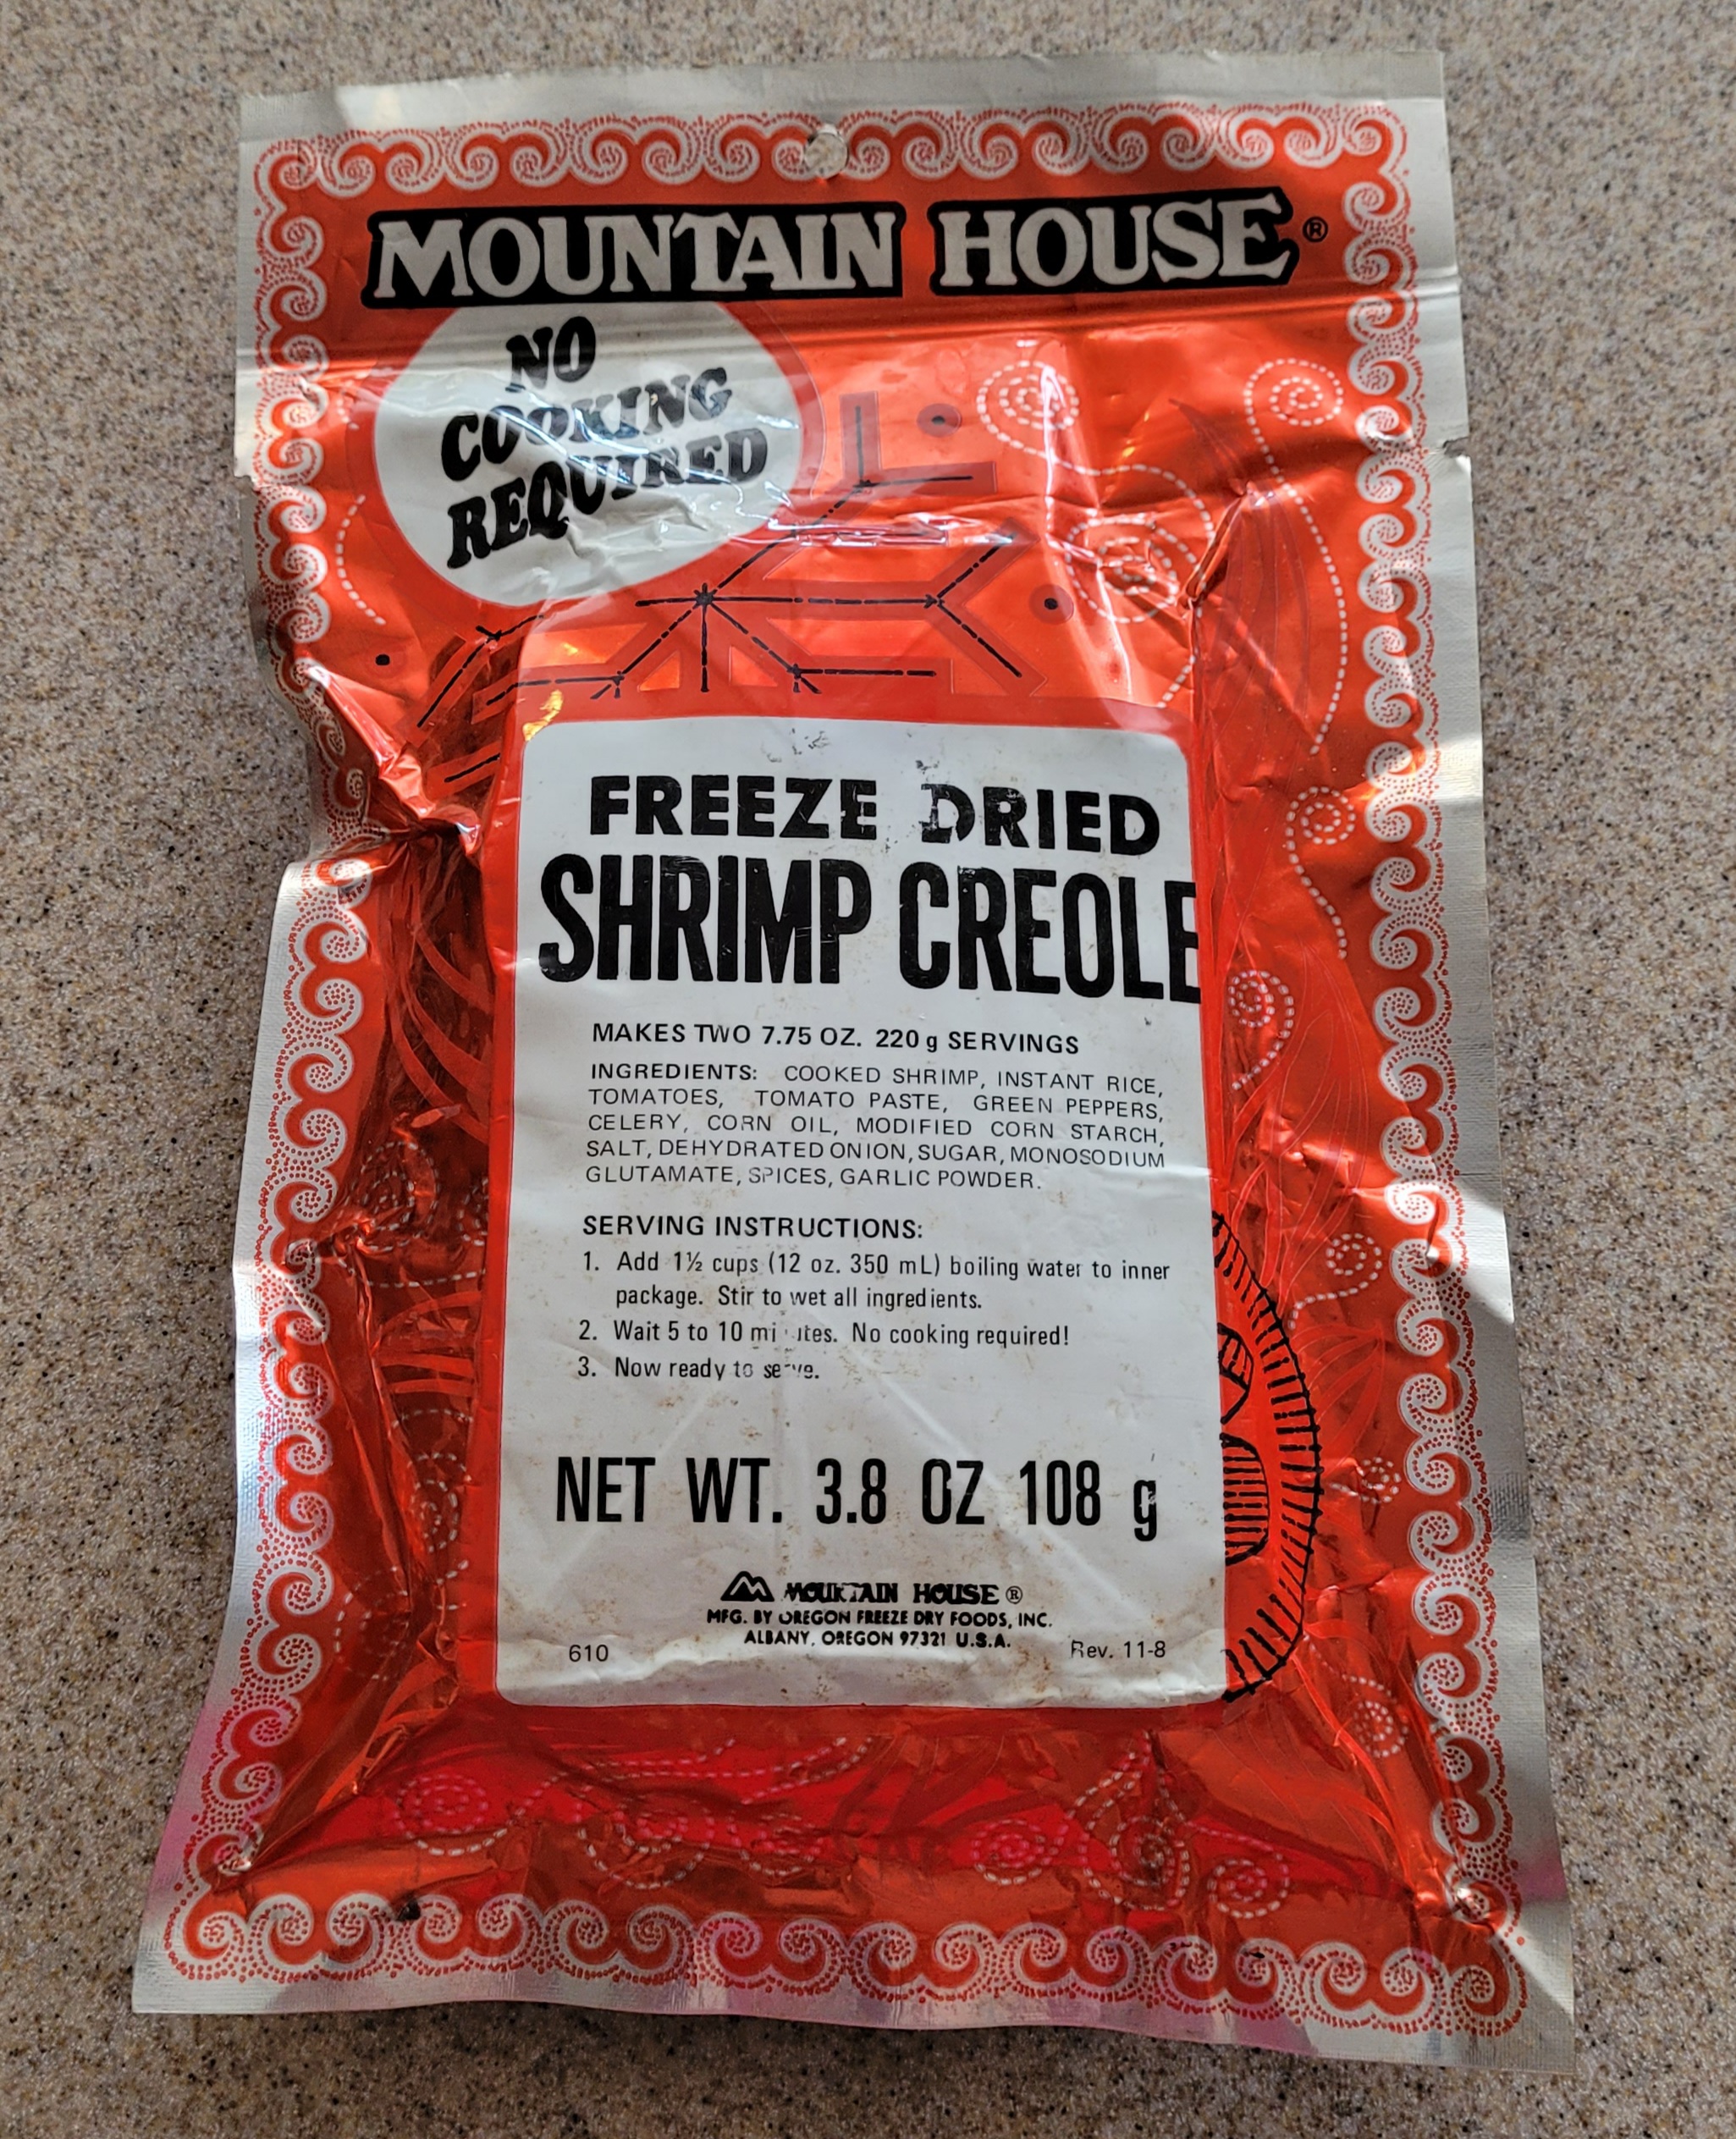 MOUNTAIN HOUSE®
NO
COOKING
REQUIRED
FREEZE DRIED
SHRIMP CREOLE
MAKES TWO 7.75 OZ. 220 g SERVINGS
INGREDIENTS: COOKED SHRIMP, INSTANT RICE,
TOMATOES, TOMATO PASTE, GREEN PEPPERS,
CELERY, CORN OIL, MODIFIED CORN STARCH,
SALT, DEHYDRATED ONION, SUGAR, MONOSODIUM
GLUTAMATE, SPICES, GARLIC POWDER.
SERVING INSTRUCTIONS:
1. Add 1½ cups (12 oz. 350 mL) boiling water to inner
package. Stir to wet all ingredients.
2. Wait 5 to 10 minutes. No cooking required!
3. Now ready to serve.
NET WT. 3.8 OZ 108 g
MOUNTAIN HOUSE ®
MFG. BY OREGON FREEZE DRY FOODS, INC.
ALBANY, OREGON 97321 U.S.A.
610 Rev. 11-8